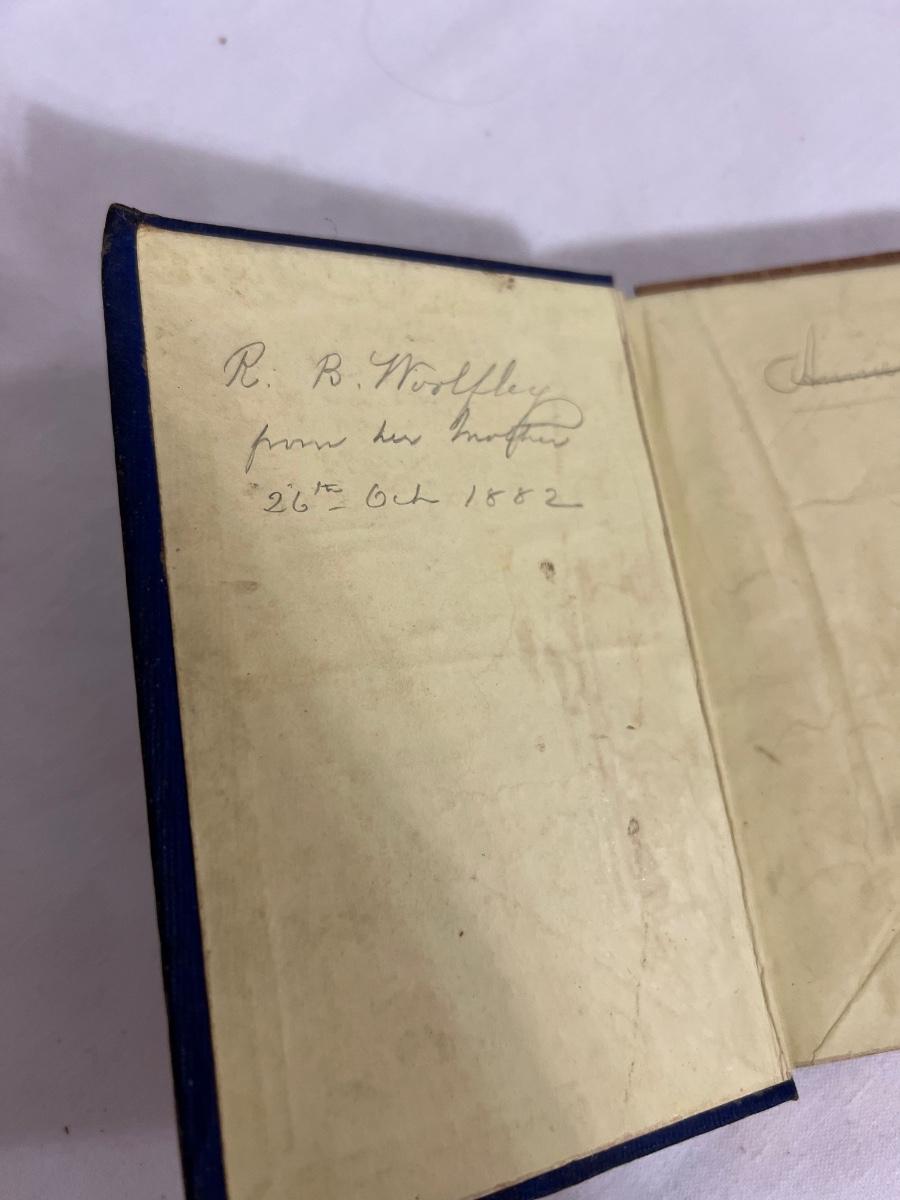 R. B. Woolfley
from her Mother
26th Oct 1882